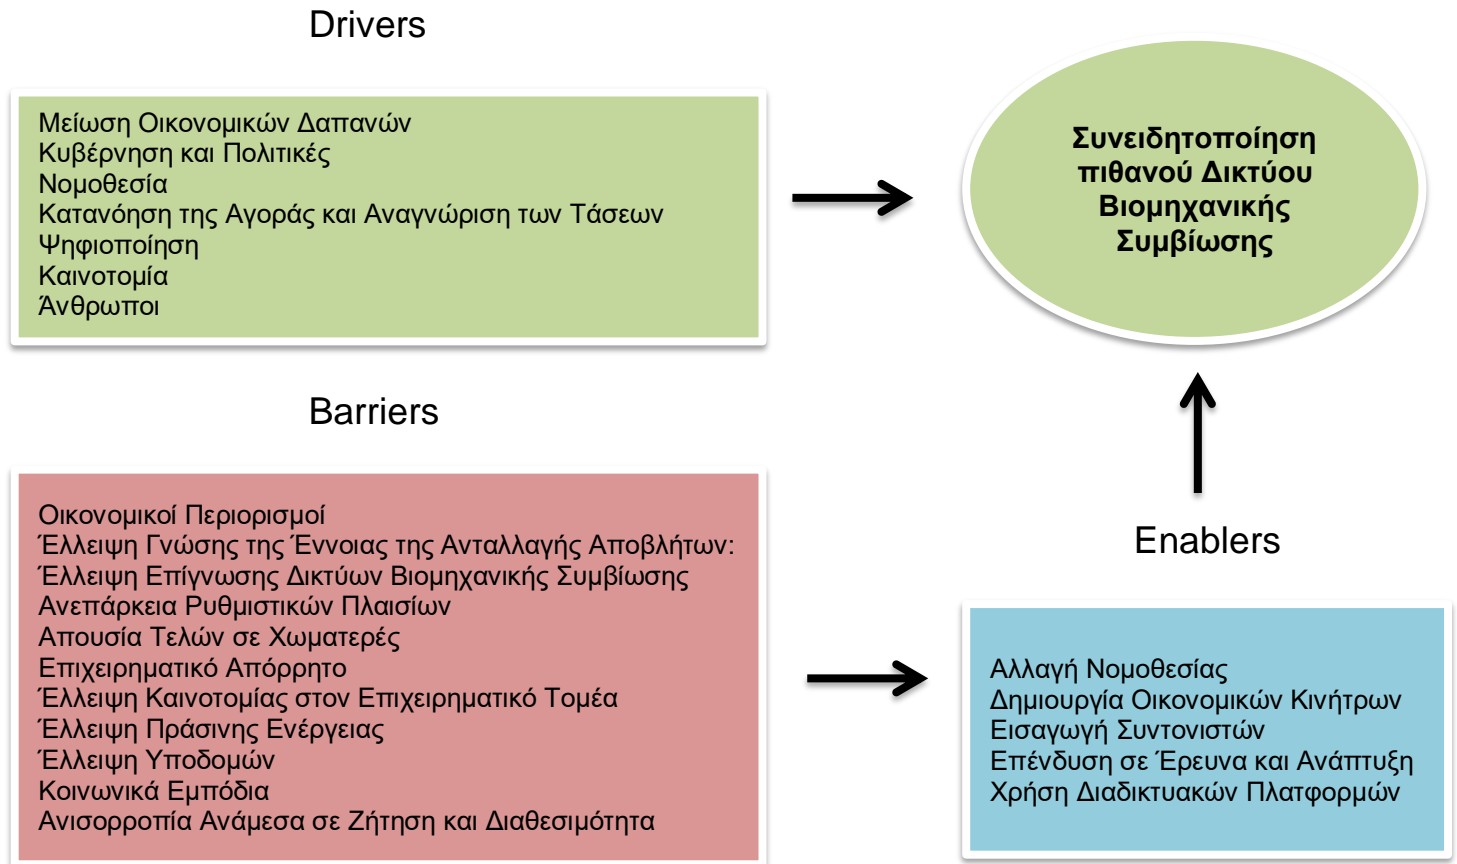 Drivers
Μείωση Οικονομικών Δαπανών
Κυβέρνηση και Πολιτικές
Νομοθεσία
Κατανόηση της Αγοράς και Αναγνώριση των Τάσεων
Ψηφιοποίηση
Καινοτομία
Άνθρωποι
Συνειδητοποίηση
πιθανού Δικτύου
Βιομηχανικής
Συμβίωσης
Barriers
Οικονομικοί Περιορισμοί
Έλλειψη Γνώσης της Έννοιας της Ανταλλαγής Αποβλήτων:
Έλλειψη Επίγνωσης Δικτύων Βιομηχανικής Συμβίωσης
Ανεπάρκεια Ρυθμιστικών Πλαισίων
Απουσία Τελών σε Χωματερές
Επιχειρηματικό Απόρρητο
Έλλειψη Καινοτομίας στον Επιχειρηματικό Τομέα
Έλλειψη Πράσινης Ενέργειας
Έλλειψη Υποδομών
Κοινωνικά Εμπόδια
Ανισορροπία Ανάμεσα σε Ζήτηση και Διαθεσιμότητα
Enablers
Αλλαγή Νομοθεσίας
Δημιουργία Οικονομικών Κινήτρων
Εισαγωγή Συντονιστών
Επένδυση σε Έρευνα και Ανάπτυξη
Χρήση Διαδικτυακών Πλατφορμών